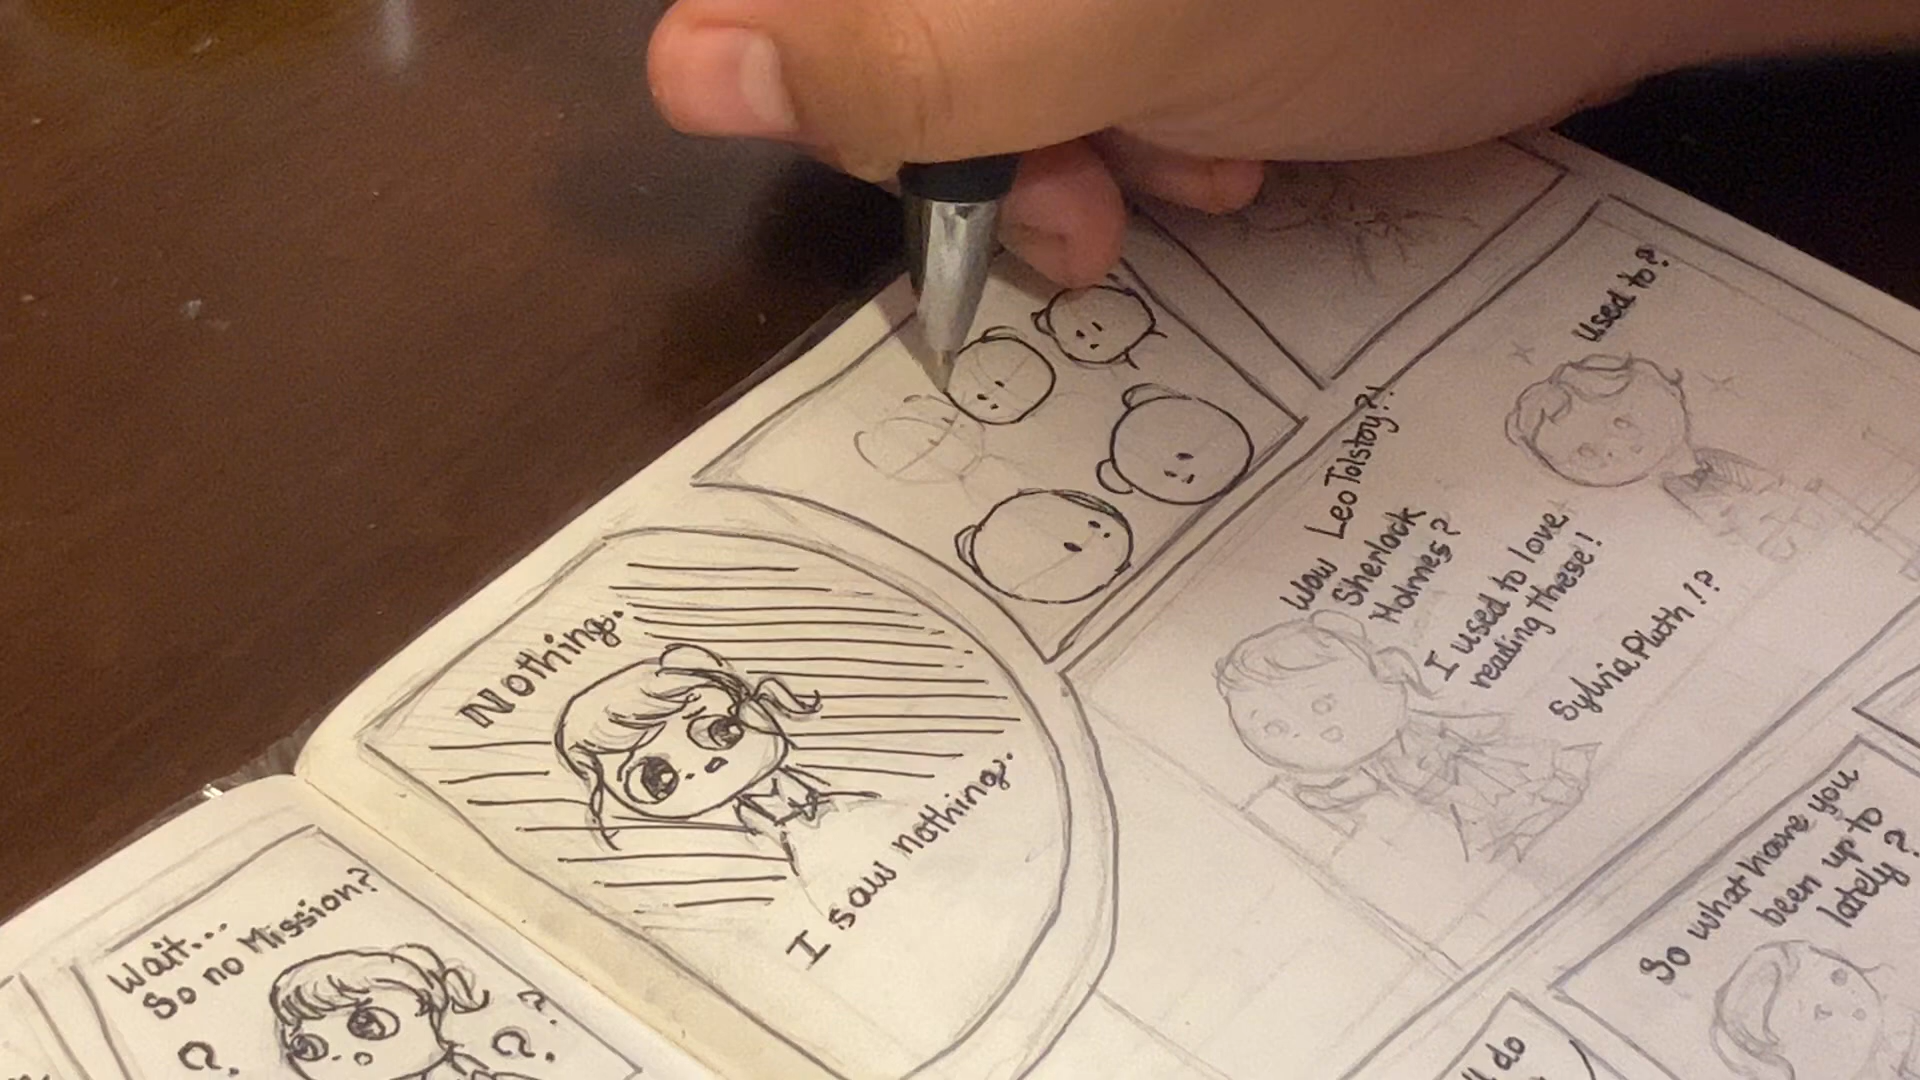 Wait...
So no Mission?
?.
?.
?.
Nothing.
I saw nothing.
Wow Leo Tolstoy?!
Sherlock
Holmes?
I used to love
reading these!
Sylvia Plath!?
Used to?
So what have you
been up to
lately?
do